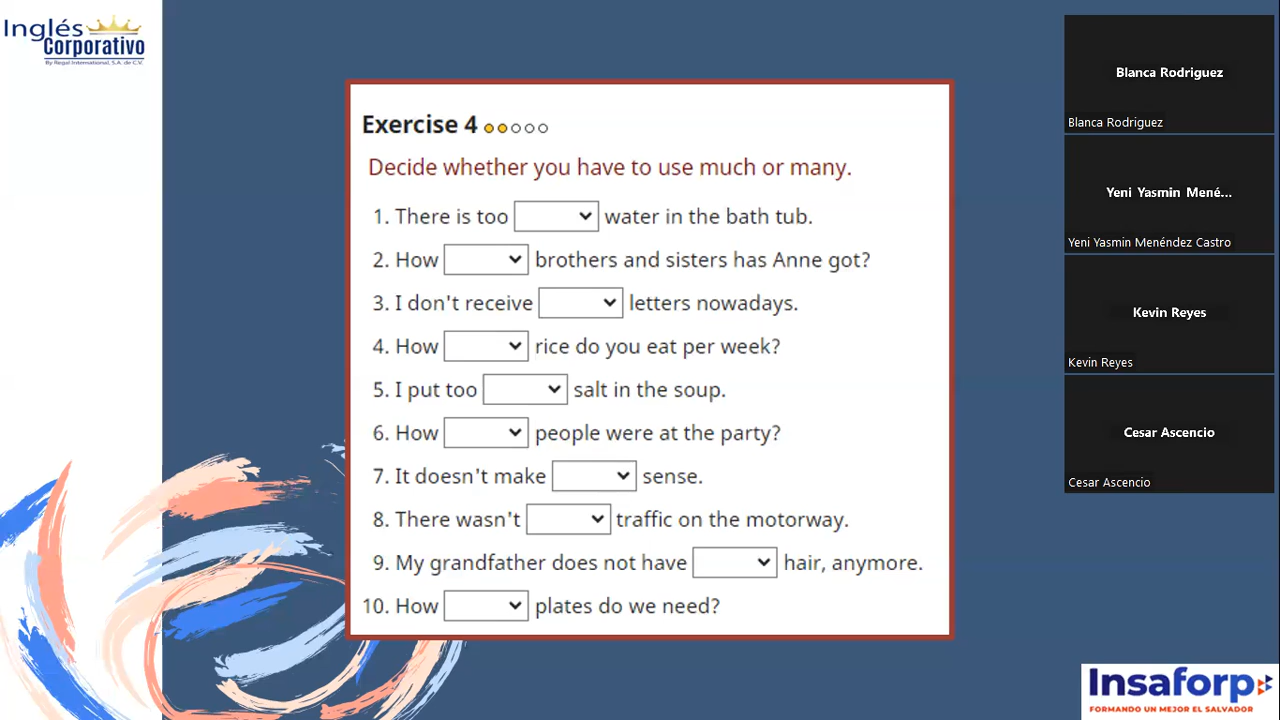 Inglés
Corporativo
By Regal International, S.A. de C.V.
Exercise 4
Decide whether you have to use much or many.
1. There is too water in the bath tub.
2. How brothers and sisters has Anne got?
3. I don't receive letters nowadays.
4. How rice do you eat per week?
5. I put too salt in the soup.
6. How people were at the party?
7. It doesn't make sense.
8. There wasn't traffic on the motorway.
9. My grandfather does not have hair, anymore.
10. How plates do we need?
Blanca Rodriguez
Blanca Rodriguez
Yeni Yasmin Mené...
Yeni Yasmin Menéndez Castro
Kevin Reyes
Kevin Reyes
Cesar Ascencio
Cesar Ascencio
Insaforp
FORMANDO UN MEJOR EL SALVADOR